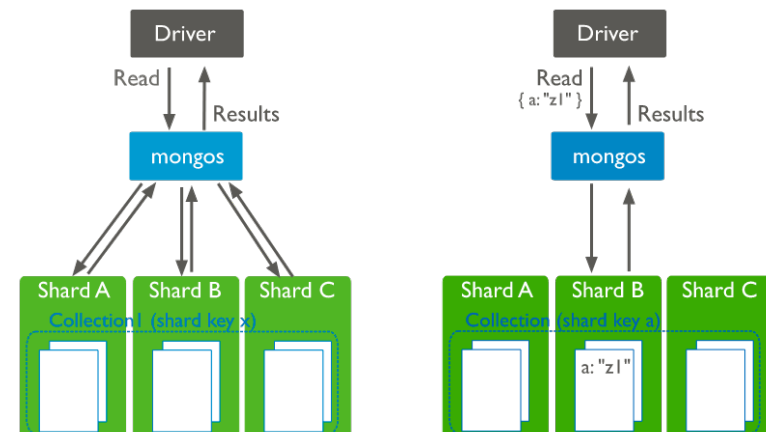 Driver
Read
Results
mongos
Shard A
Shard B
Shard C
Collection1 (shard key x)
Driver
Read
{ a: "z1" }
Results
mongos
Shard A
Shard B
Shard C
Collection (shard key a)
a: "z1"